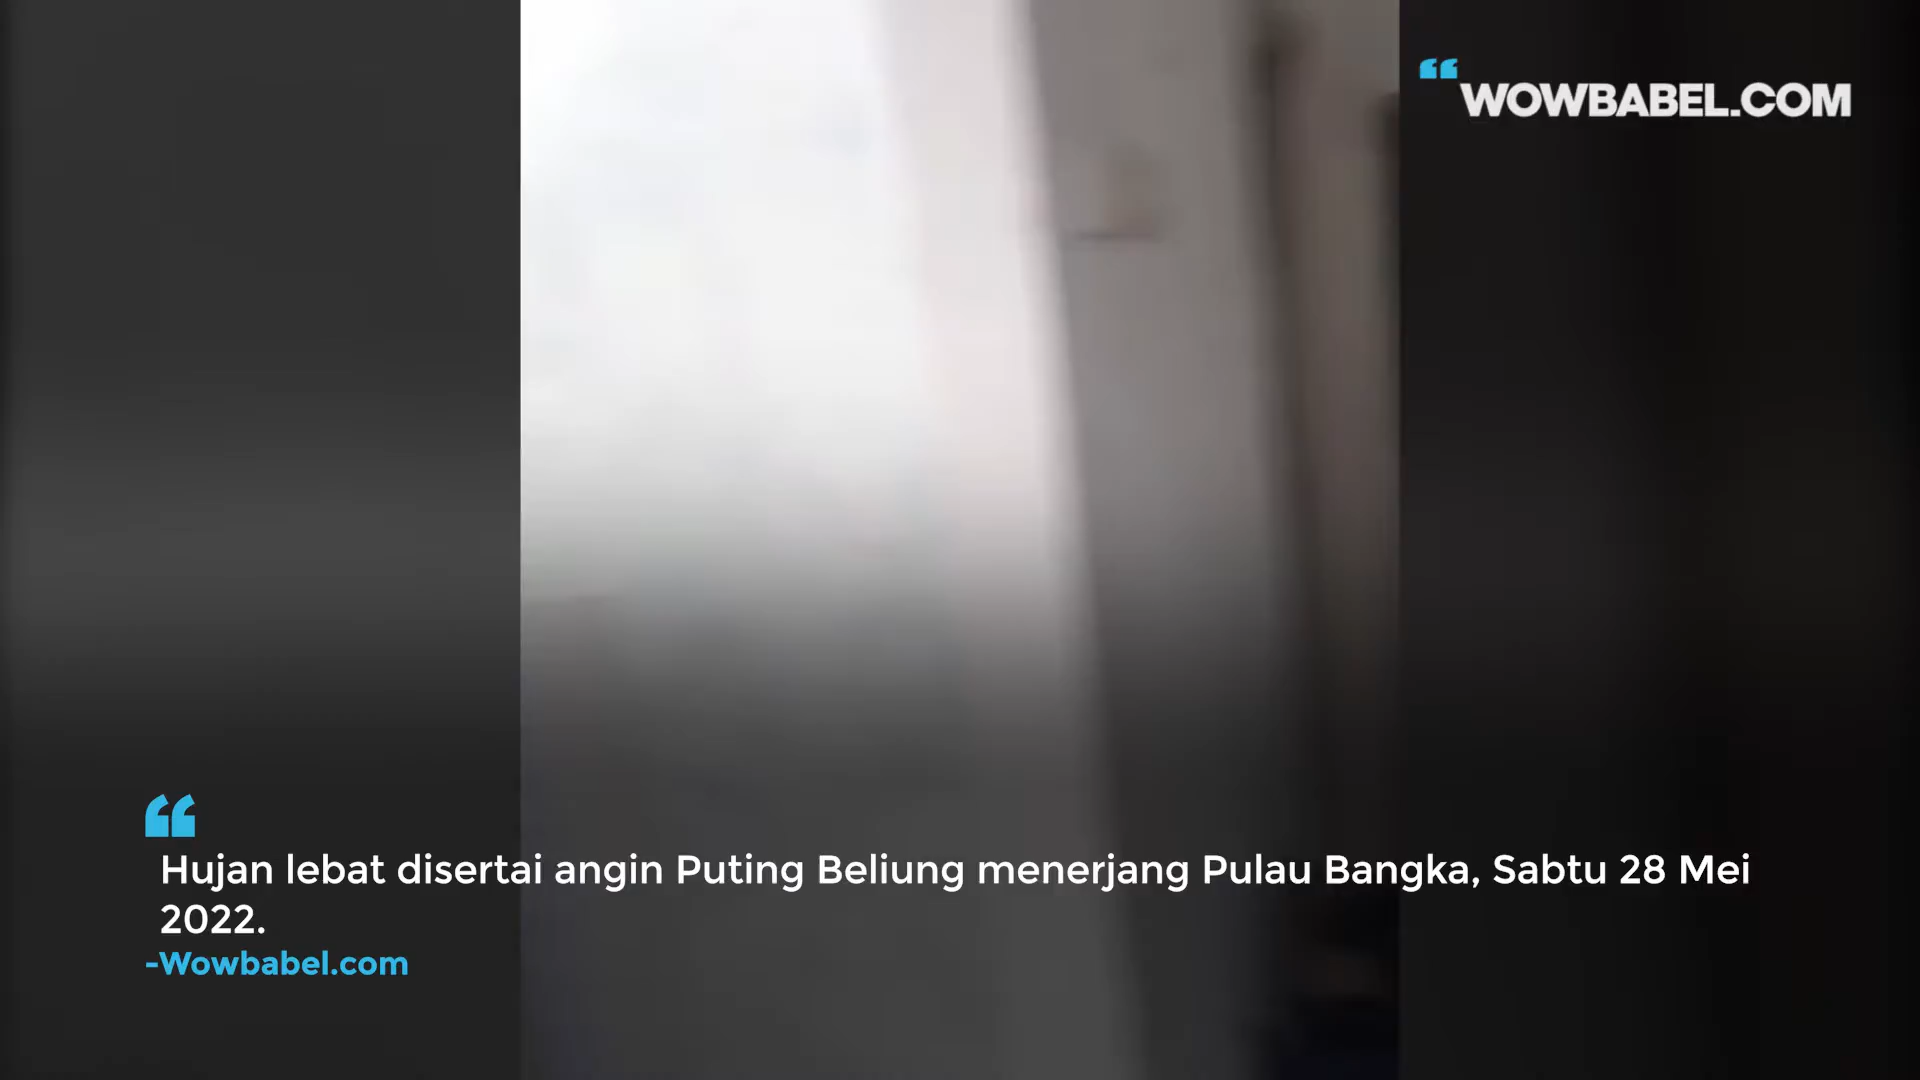 WOWBABEL.COM
Hujan lebat disertai angin Puting Beliung menerjang Pulau Bangka, Sabtu 28 Mei
2022.
-Wowbabel.com